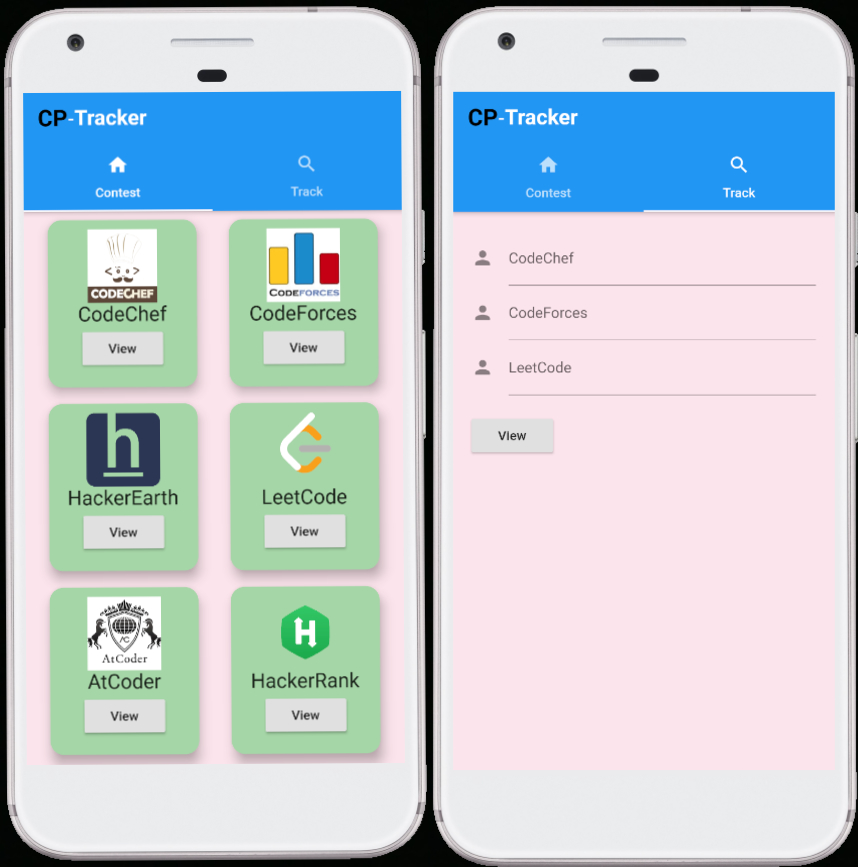 CP-Tracker
Contest
Track
CODECHEF
CodeChef
View
CODEFORCES
CodeForces
View
HackerEarth
View
LeetCode
View
AC
AtCoder
AtCoder
View
HackerRank
View
CP-Tracker
Contest
Track
CodeChef
CodeForces
LeetCode
View